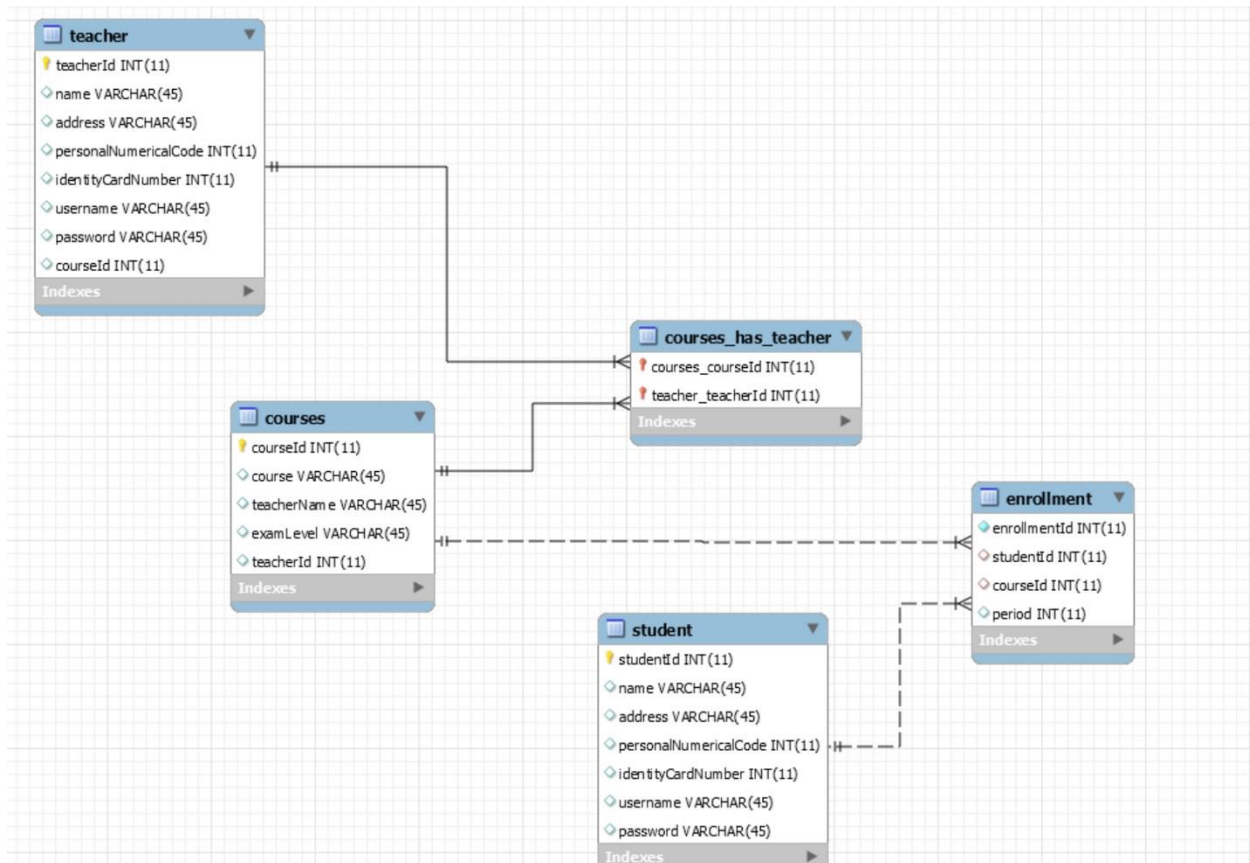 teacher
teacherId INT(11)
name VARCHAR(45)
address VARCHAR(45)
personalNumericalCode INT(11)
identityCardNumber INT(11)
username VARCHAR(45)
password VARCHAR(45)
courseId INT(11)
Indexes
courses_has_teacher
courses_courseId INT(11)
teacher_teacherId INT(11)
Indexes
courses
courseId INT(11)
course VARCHAR(45)
teacherName VARCHAR(45)
examLevel VARCHAR(45)
teacherId INT(11)
Indexes
enrollment
enrollmentId INT(11)
studentId INT(11)
courseId INT(11)
period INT(11)
Indexes
student
studentId INT(11)
name VARCHAR(45)
address VARCHAR(45)
personalNumericalCode INT(11)
identityCardNumber INT(11)
username VARCHAR(45)
password VARCHAR(45)
Indexes